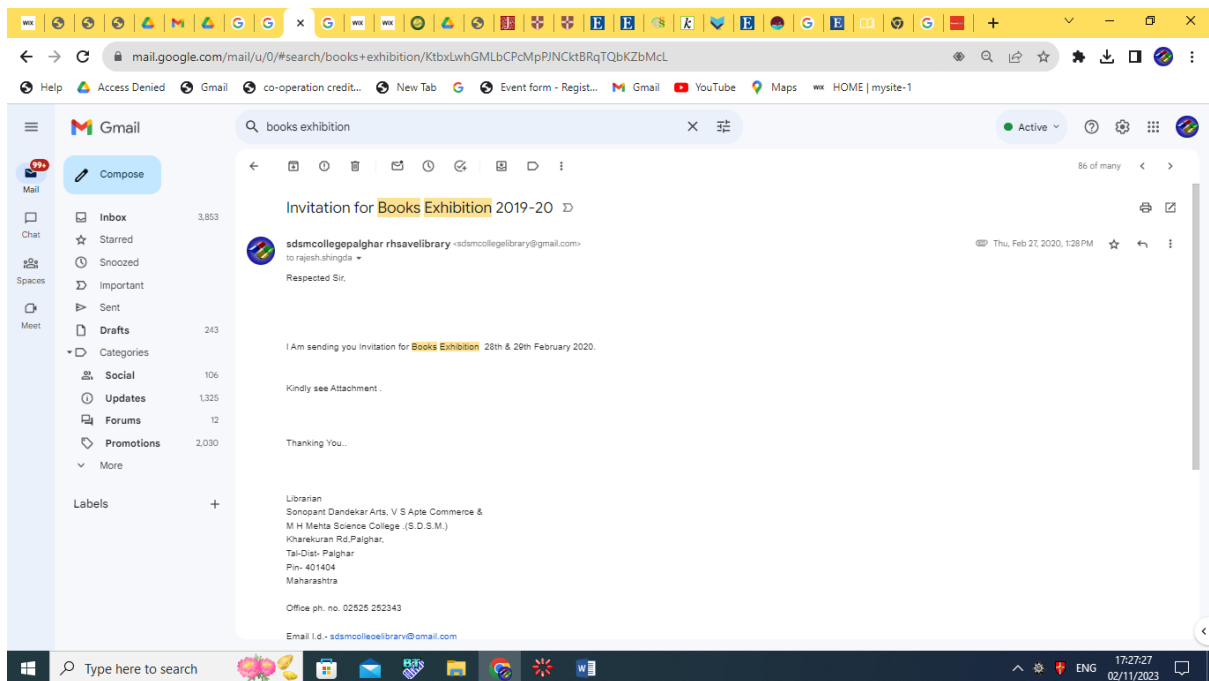 mail.google.com/mail/u/0/#search/books+exhibition/KtbxLwhGMLbCPcMpPJNCktBRqTQbKZbMcL
Help Access Denied Gmail co-operation credit... New Tab Event form - Regist... Gmail YouTube Maps HOME | mysite-1
Gmail
books exhibition
Active
99+
Mail
Compose
86 of many
Chat
Spaces
Meet
Inbox 3,853
Starred
Snoozed
Important
Sent
Drafts 243
Categories
Social 106
Updates 1,325
Forums 12
Promotions 2,030
More
Labels +
Invitation for Books Exhibition 2019-20
sdsmcollegepalghar rhsavelibrary <sdsmcollegelibrary@gmail.com>
Thu, Feb 27, 2020, 1:28 PM
to rajesh.shingda
Respected Sir,
I Am sending you Invitation for Books Exhibition 28th & 29th February 2020.
Kindly see Attachment .
Thanking You..
Librarian
Sonopant Dandekar Arts, V S Apte Commerce &
M H Mehta Science College .(S.D.S.M.)
Kharekuran Rd,Palghar,
Tal-Dist- Palghar
Pin- 401404
Maharashtra
Office ph. no. 02525 252343
Email I.d.- sdsmcollegelibrary@gmail.com
Type here to search
ENG
17:27:27
02/11/2023